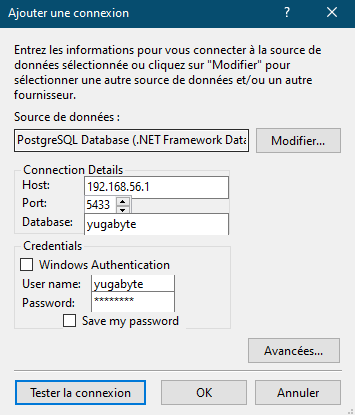 Ajouter une connexion ? ×
Entrez les informations pour vous connecter à la source de
données sélectionnée ou cliquez sur "Modifier" pour
sélectionner une autre source de données et/ou un autre
fournisseur.
Source de données :
PostgreSQL Database (.NET Framework Data
Modifier...
Connection Details
Host: 192.168.56.1
Port: 5433
Database: yugabyte
Credentials
Windows Authentication
User name: yugabyte
Password: ********
Save my password
Avancées...
Tester la connexion OK Annuler